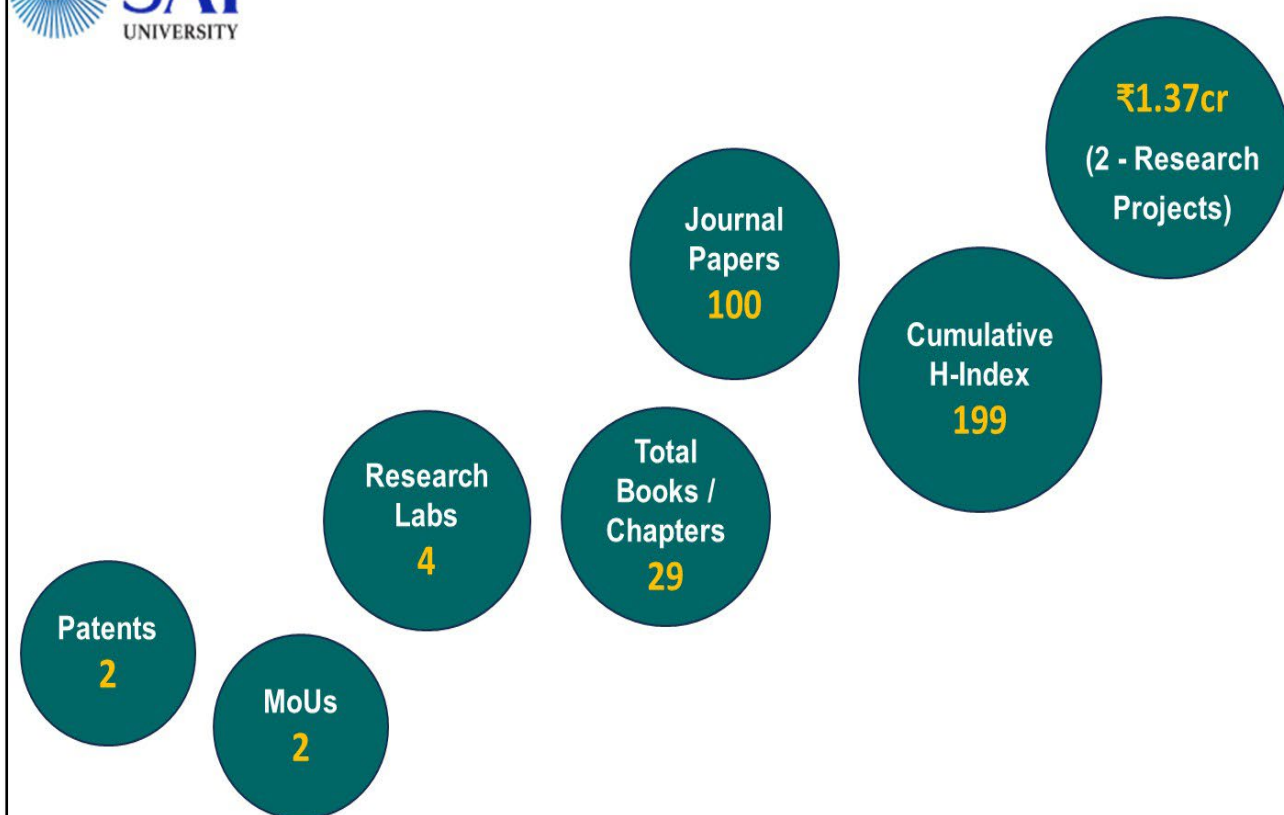 SAI
UNIVERSITY
₹1.37cr
(2 - Research
Projects)
Journal
Papers
100
Cumulative
H-Index
199
Research
Labs
4
Total
Books /
Chapters
29
Patents
2
MoUs
2